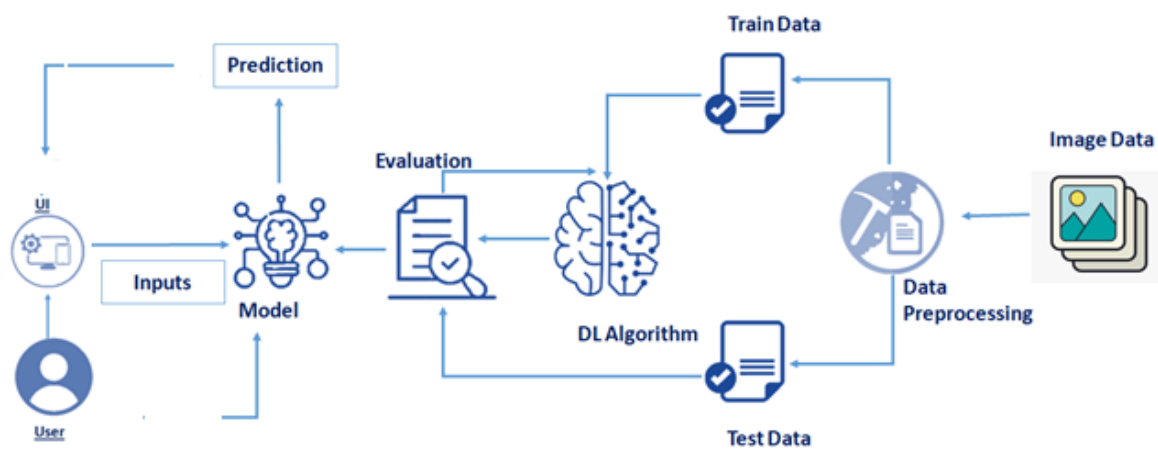 Train Data
Prediction
Image Data
Evaluation
UI
Inputs
Model
Data
Preprocessing
DL Algorithm
User
Test Data